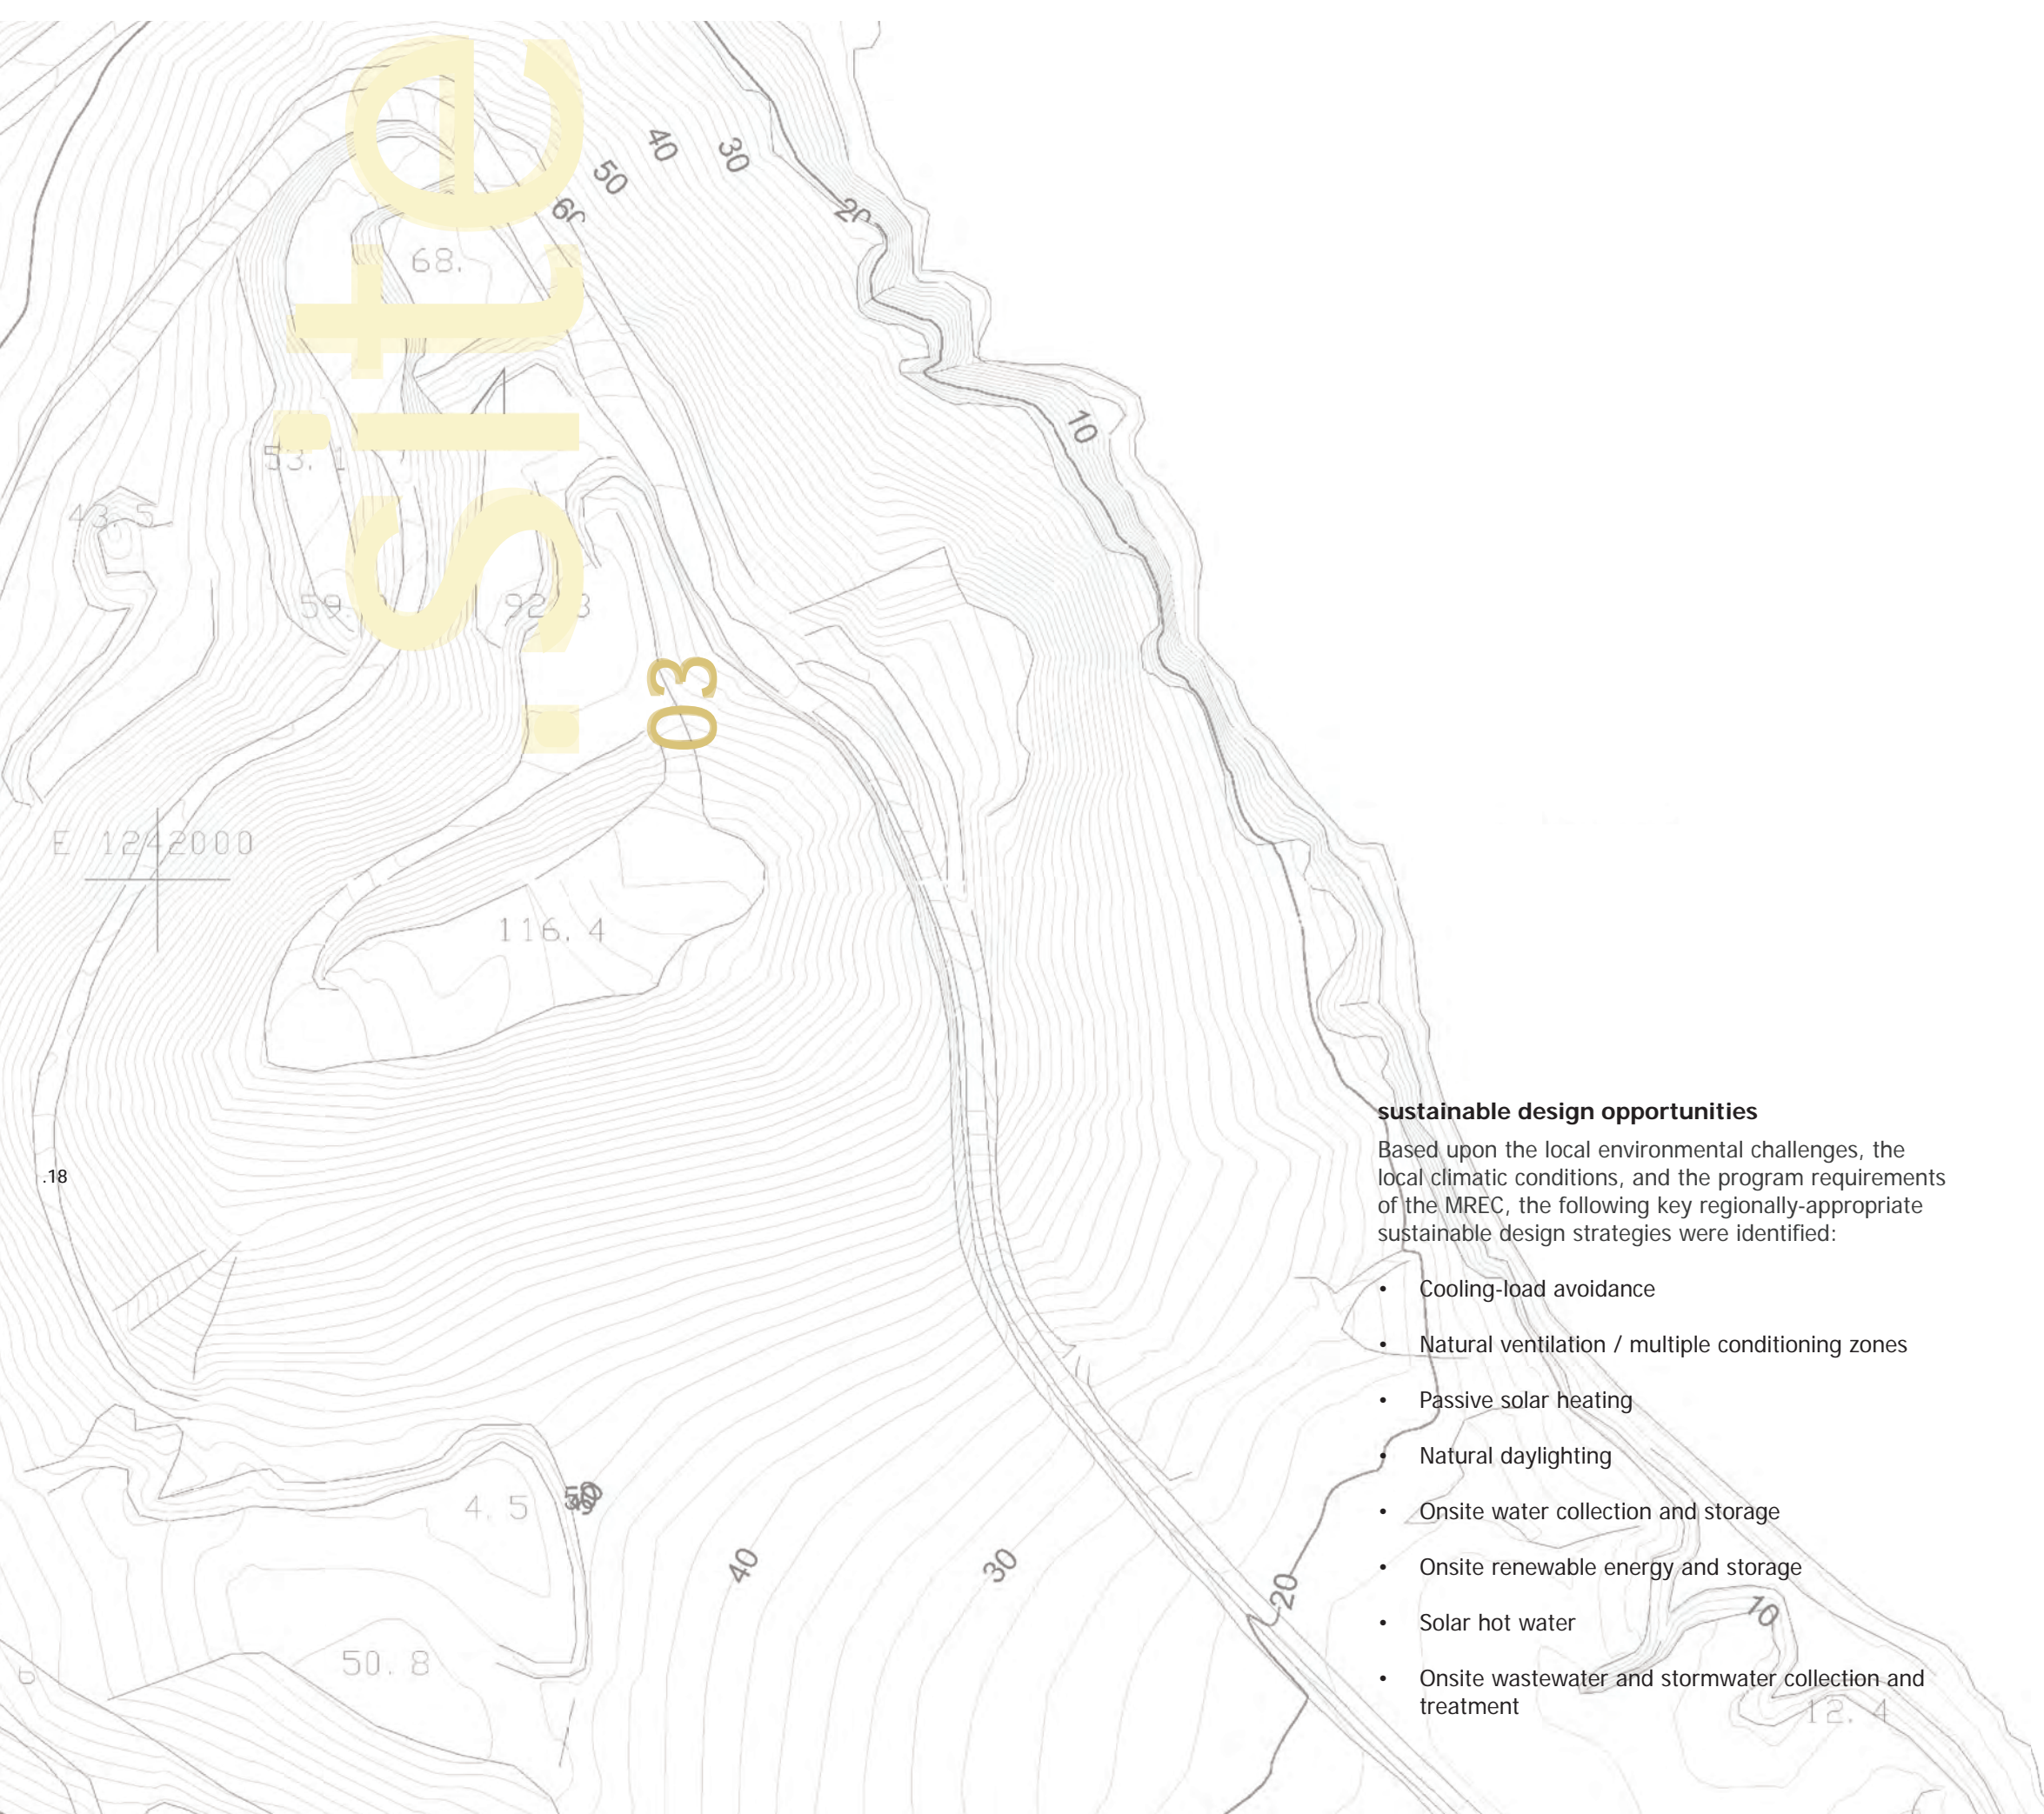 .site
03
40
30
50
60
20
68.
10
53. 1
43. 5
E 1242000
116. 4
.18
sustainable design opportunities
Based upon the local environmental challenges, the
local climatic conditions, and the program requirements
of the MREC, the following key regionally-appropriate
sustainable design strategies were identified:
• Cooling-load avoidance
• Natural ventilation / multiple conditioning zones
• Passive solar heating
• Natural daylighting
• Onsite water collection and storage
• Onsite renewable energy and storage
• Solar hot water
• Onsite wastewater and stormwater collection and
treatment
4. 5
40
30
20
10
50. 8
6
12. 4